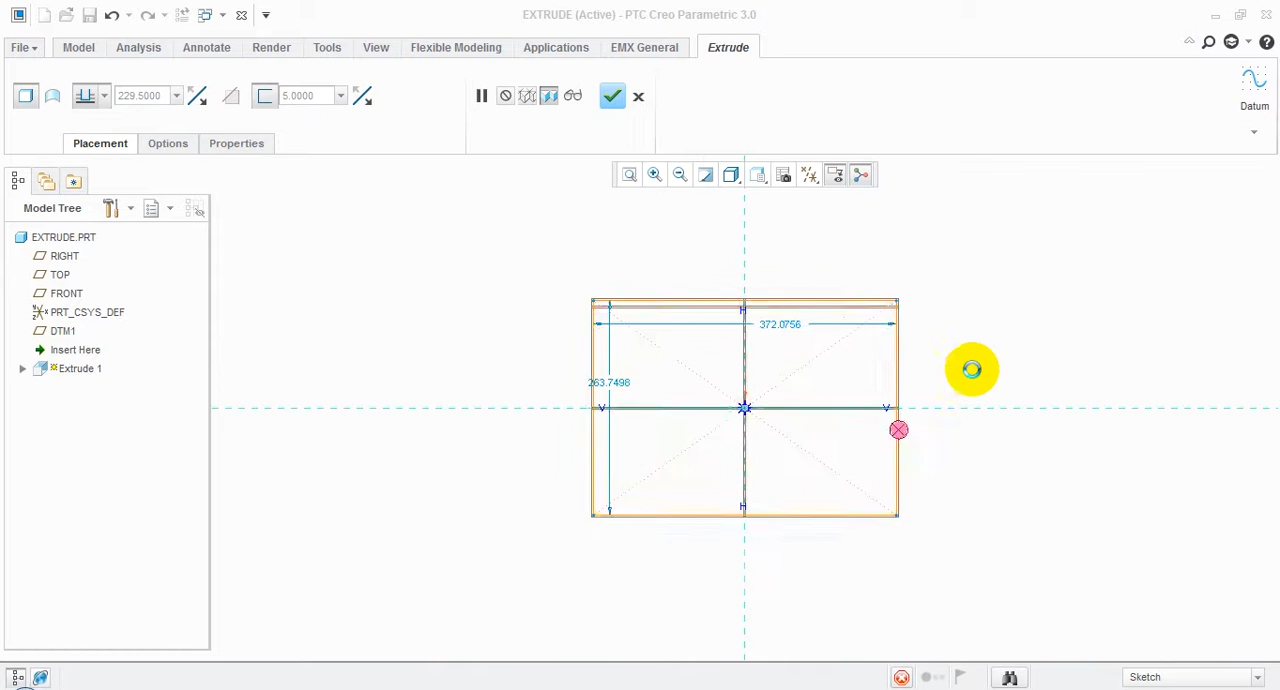 EXTRUDE (Active) - PTC Creo Parametric 3.0
File Model Analysis Annotate Render Tools View Flexible Modeling Applications EMX General Extrude
229.5000 5.0000
Datum
Placement Options Properties
Model Tree
EXTRUDE.PRT
RIGHT
TOP
FRONT
PRT_CSYS_DEF
DTM1
Insert Here
Extrude 1
H
372.0756
263.7498
V V
H
Sketch